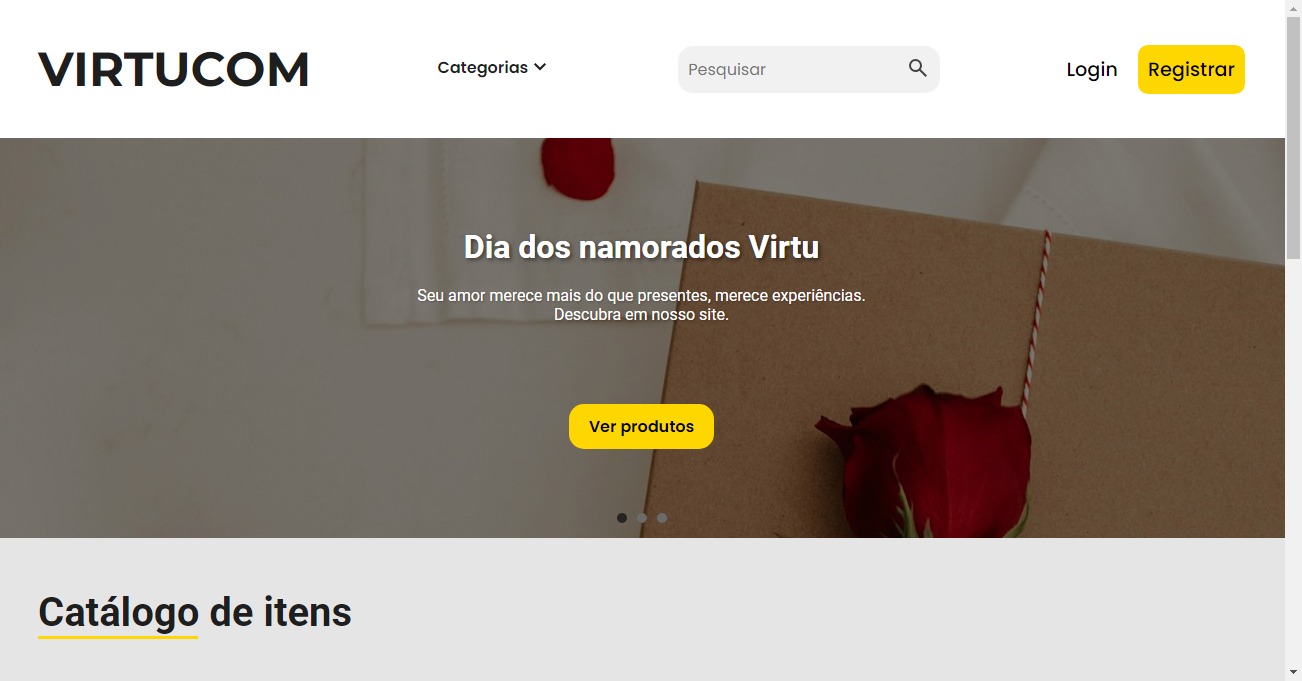 VIRTUCOM
Categorias
Pesquisar
Login
Registrar
Dia dos namorados Virtu
Seu amor merece mais do que presentes, merece experiências.
Descubra em nosso site.
Ver produtos
Catálogo de itens